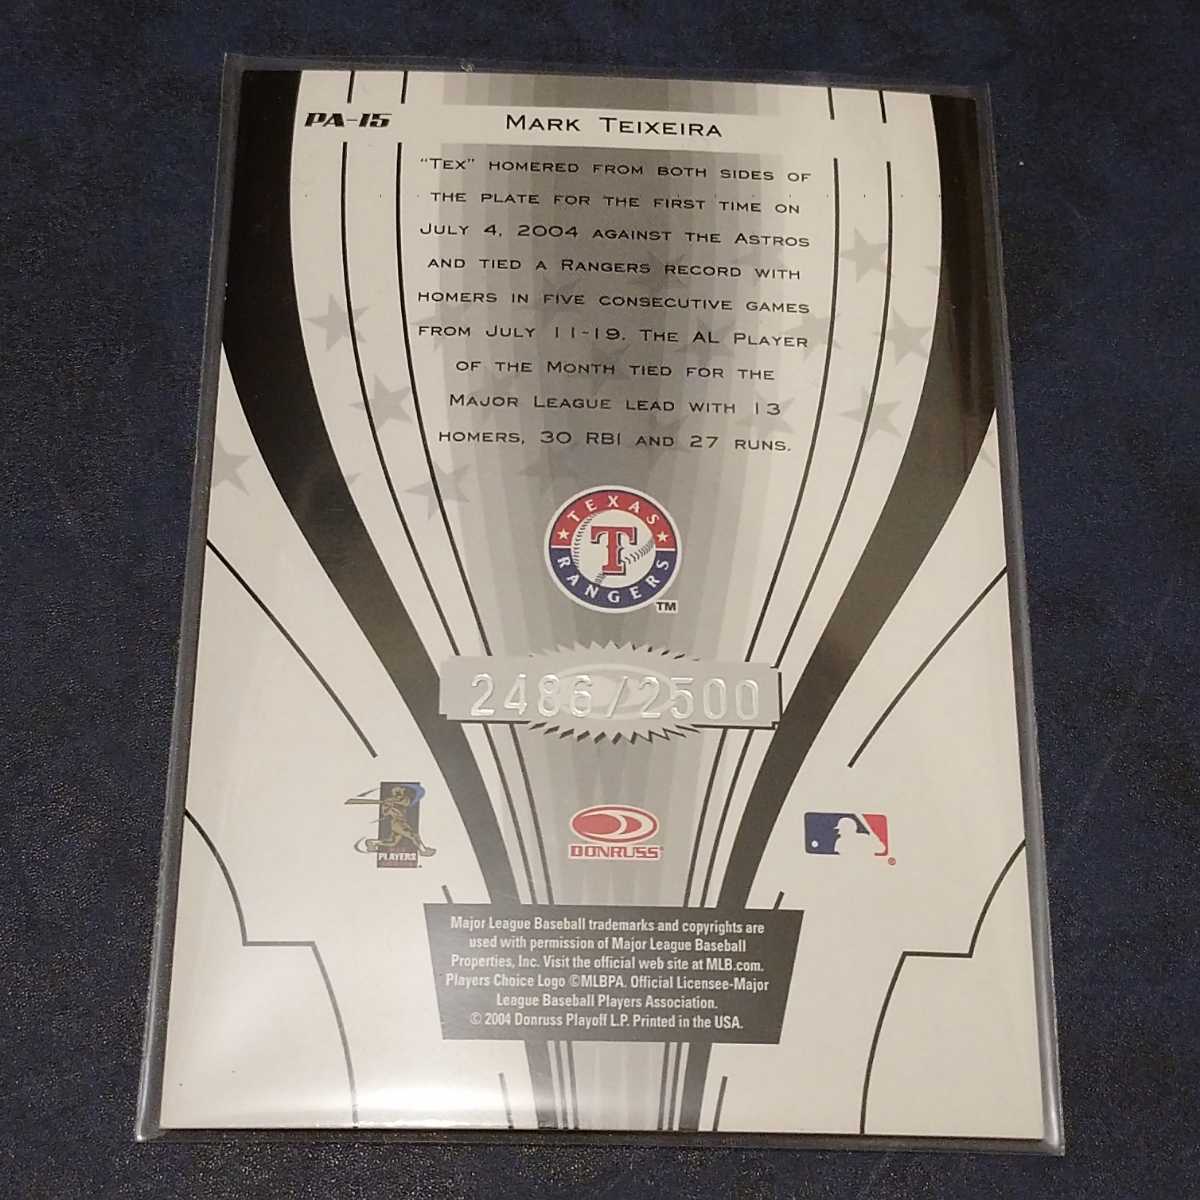 PA-15
MARK TEIXEIRA
"TEX" HOMERED FROM BOTH SIDES OF
THE PLATE FOR THE FIRST TIME ON
JULY 4, 2004 AGAINST THE ASTROS
AND TIED A RANGERS RECORD WITH
HOMERS IN FIVE CONSECUTIVE GAMES
FROM JULY 11-19. THE AL PLAYER
OF THE MONTH TIED FOR THE
MAJOR LEAGUE LEAD WITH 13
HOMERS, 30 RBI AND 27 RUNS.
TEXAS
T
RANGERS
TM
2486/2500
PLAYERS
DONRUSS®
®
Major League Baseball trademarks and copyrights are
used with permission of Major League Baseball
Properties, Inc. Visit the official web site at MLB.com.
Players Choice Logo ©MLBPA. Official Licensee-Major
League Baseball Players Association.
© 2004 Donruss Playoff L.P. Printed in the USA.